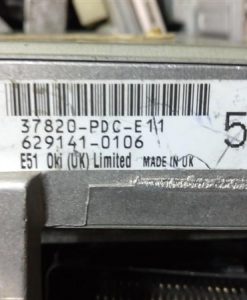 37820-PDC-E11
5
629141-0106
E51 Oki (UK) Limited MADE IN UK